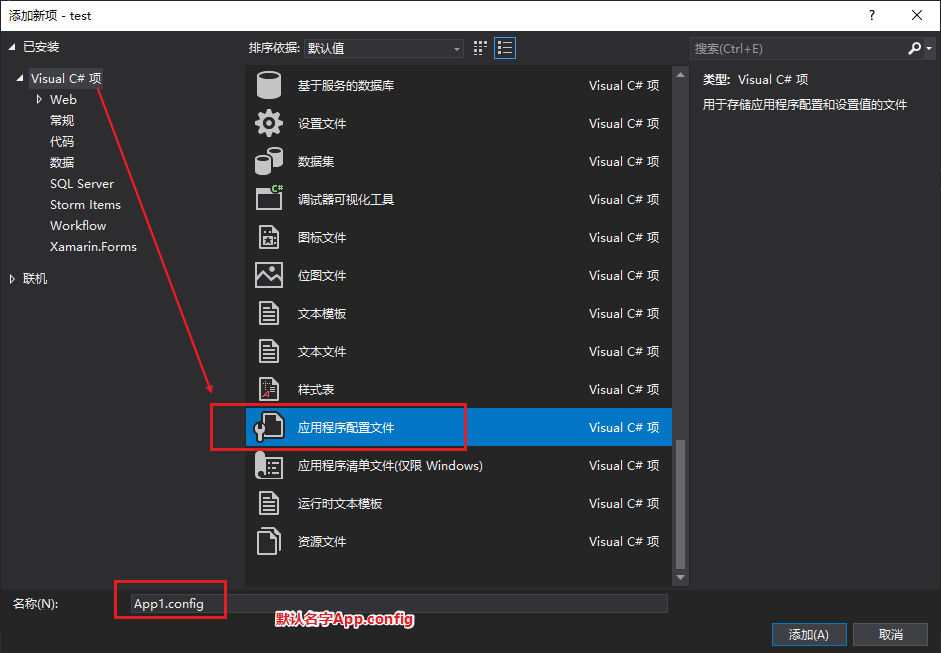 添加新项 - test
?
已安装
排序依据: 默认值
搜索(Ctrl+E)
Visual C# 项
Web
常规
代码
数据
SQL Server
Storm Items
Workflow
Xamarin.Forms
联机
基于服务的数据库 Visual C# 项
设置文件 Visual C# 项
数据集 Visual C# 项
C#
调试器可视化工具 Visual C# 项
图标文件 Visual C# 项
位图文件 Visual C# 项
文本模板 Visual C# 项
文本文件 Visual C# 项
样式表 Visual C# 项
应用程序配置文件 Visual C# 项
应用程序清单文件(仅限 Windows) Visual C# 项
运行时文本模板 Visual C# 项
资源文件 Visual C# 项
类型: Visual C# 项
用于存储应用程序配置和设置值的文件
名称(N): App1.config
默认名字App.config
添加(A) 取消